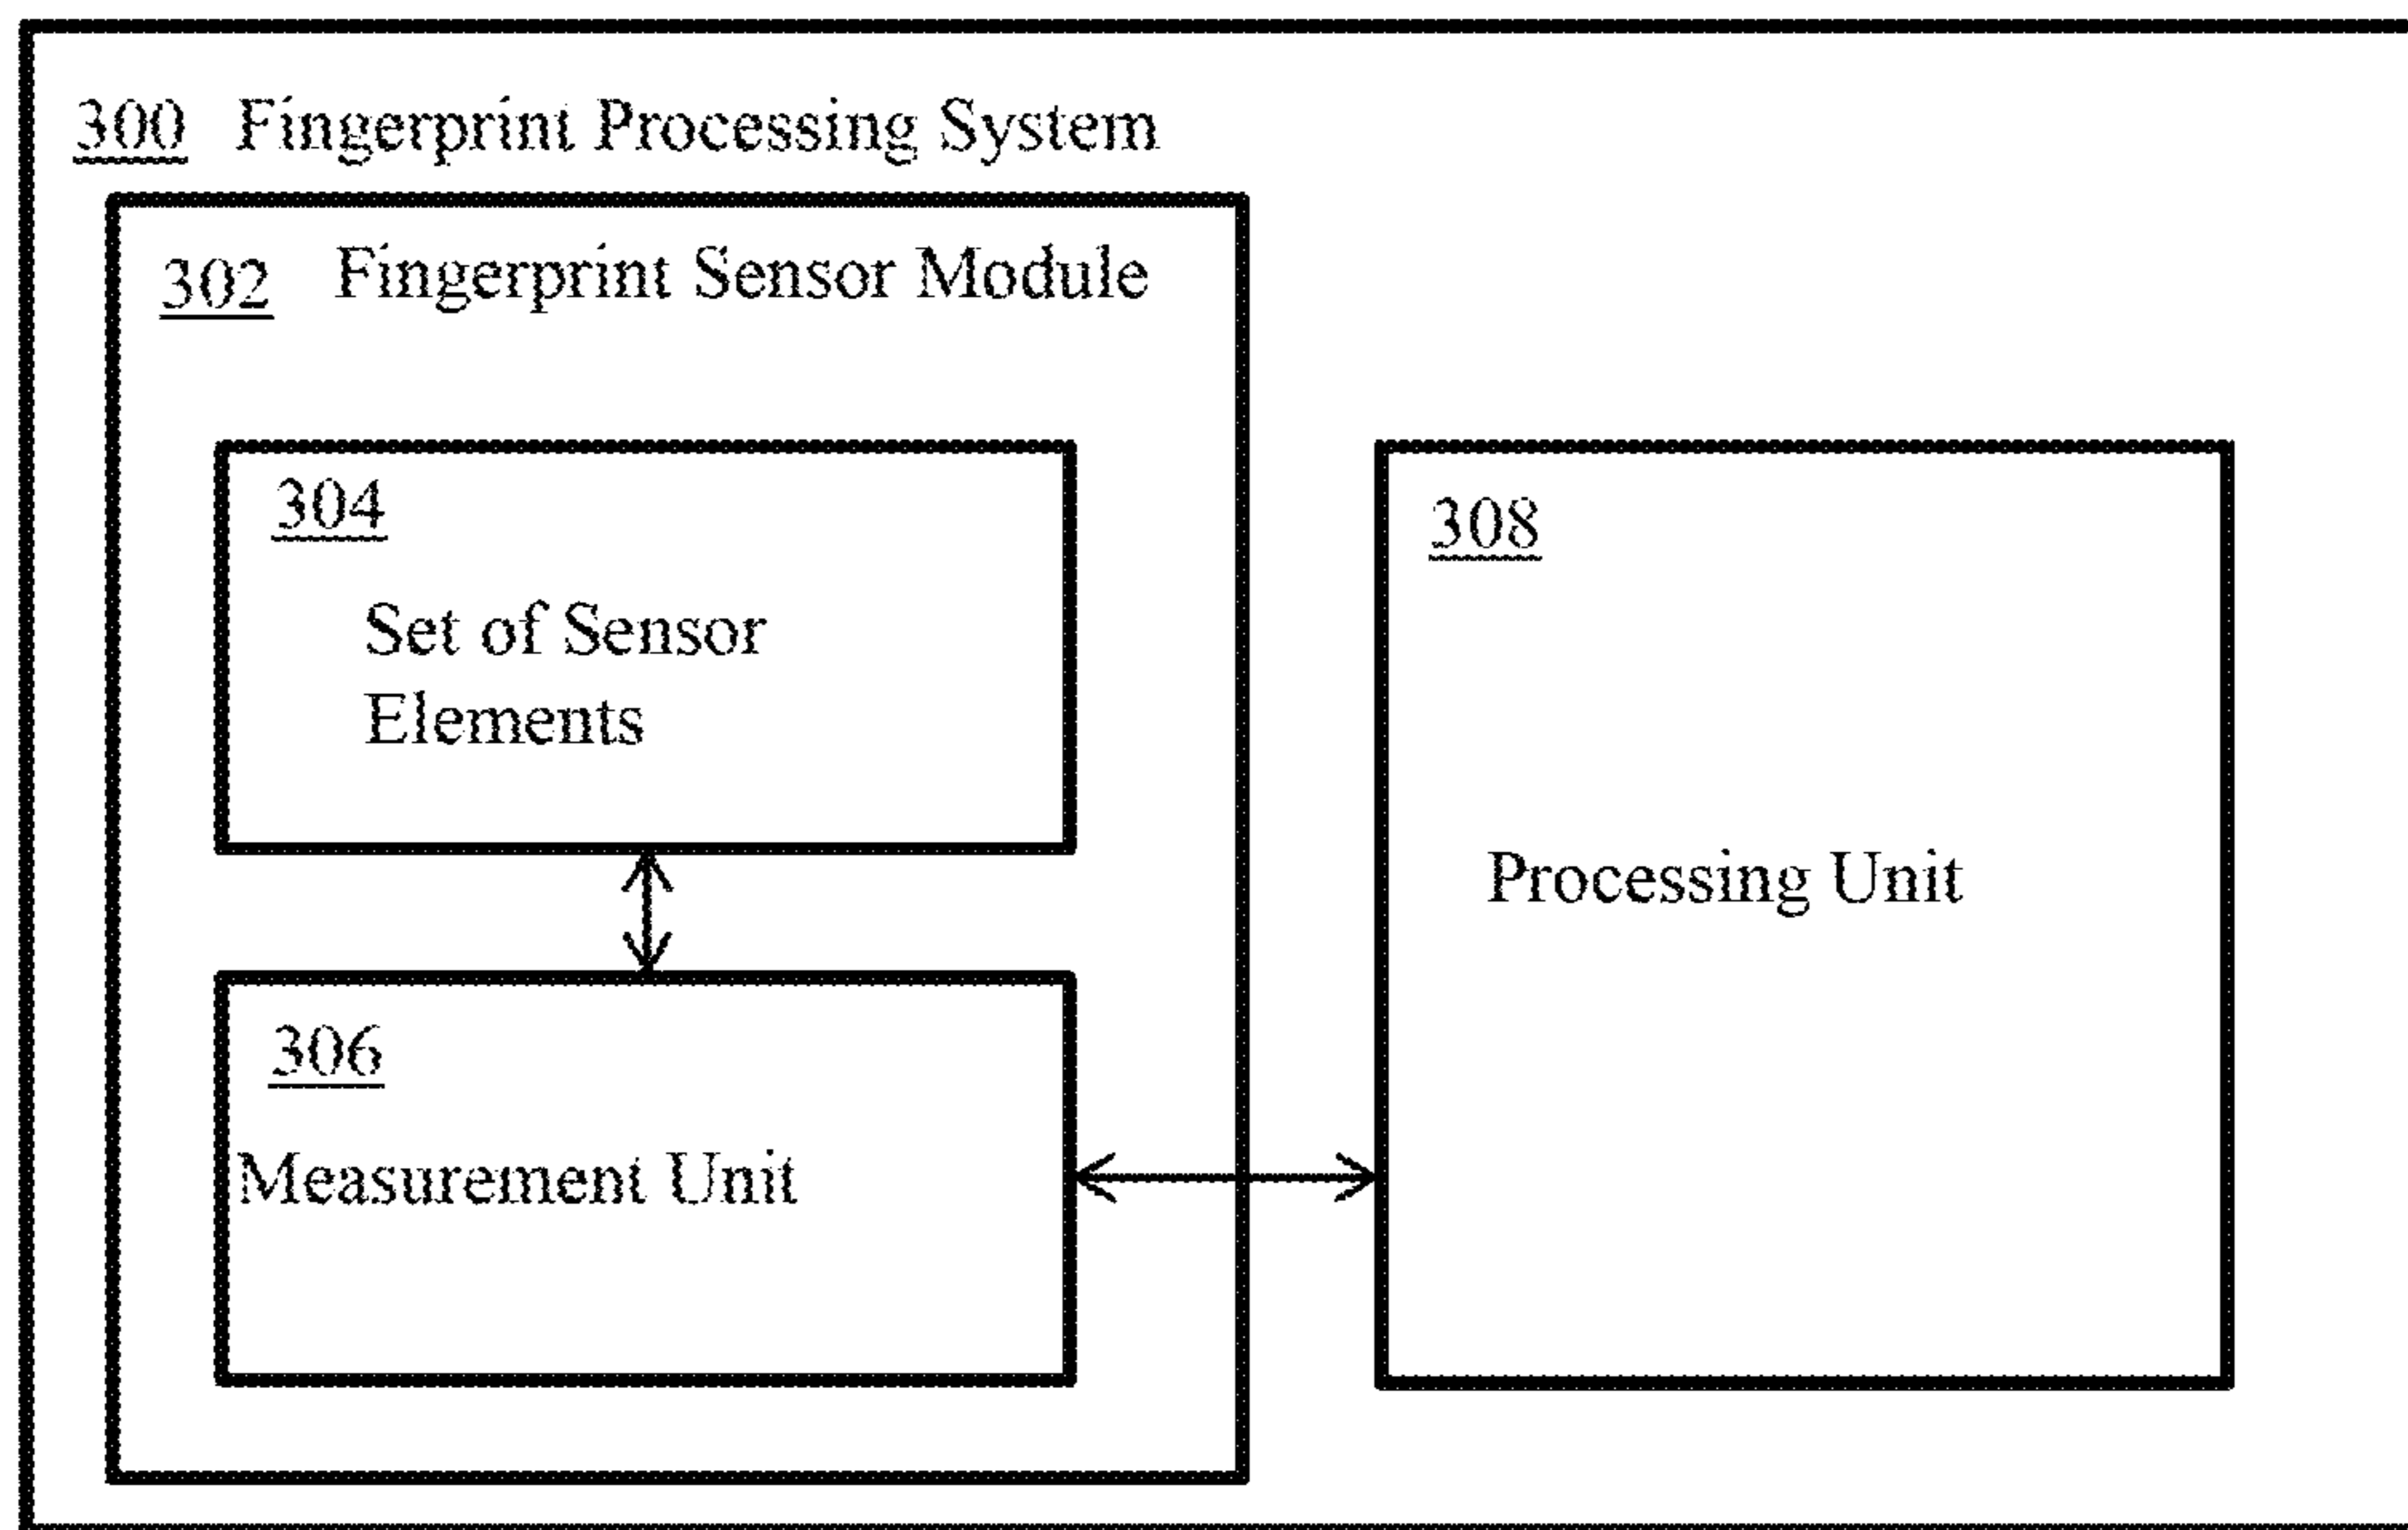 300 Fingerprint Processing System
302 Fingerprint Sensor Module
304
Set of Sensor
Elements
306
Measurement Unit
308
Processing Unit